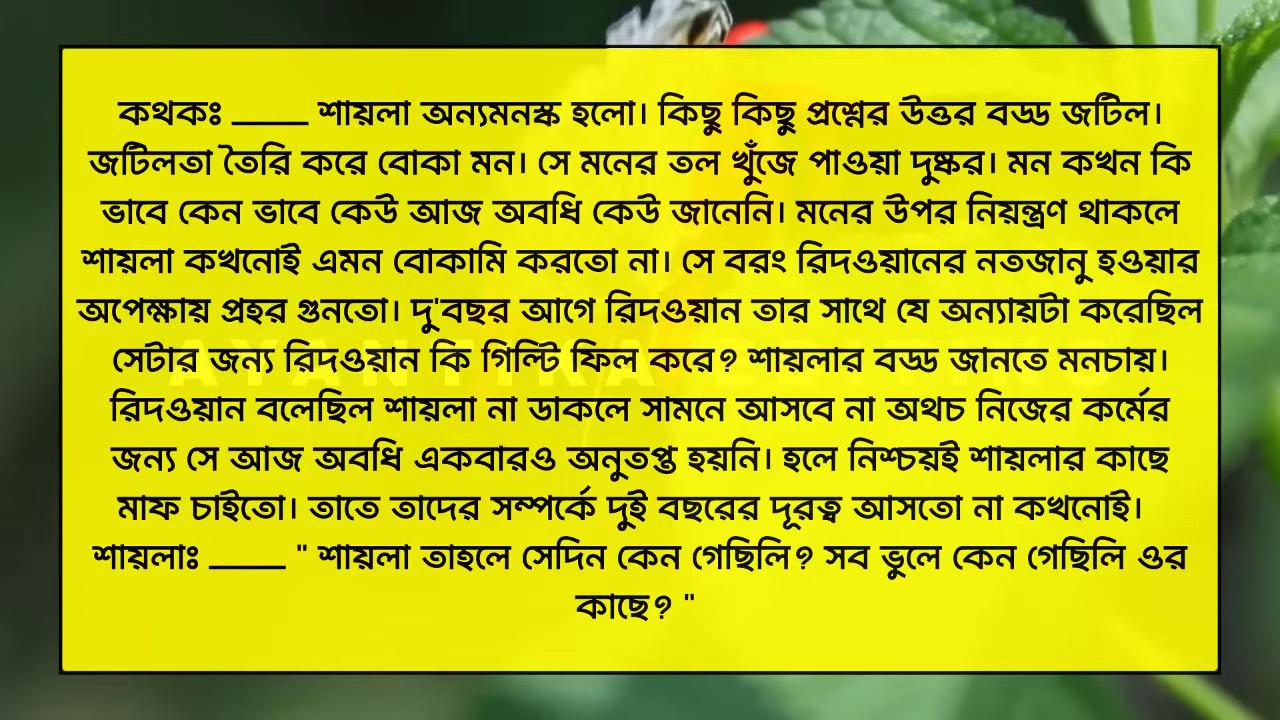 কথকঃ ____ শায়লা অন্যমনস্ক হলো। কিছু কিছু প্রশ্নের উত্তর বড্ড জটিল।
জটিলতা তৈরি করে বোকা মন। সে মনের তল খুঁজে পাওয়া দুষ্কর। মন কখন কি
ভাবে কেন ভাবে কেউ আজ অবধি কেউ জানেনি। মনের উপর নিয়ন্ত্রণ থাকলে
শায়লা কখনোই এমন বোকামি করতো না। সে বরং রিদওয়ানের নতজানু হওয়ার
অপেক্ষায় প্রহর গুনতো। দু'বছর আগে রিদওয়ান তার সাথে যে অন্যায়টা করেছিল
সেটার জন্য রিদওয়ান কি গিল্টি ফিল করে? শায়লার বড্ড জানতে মনচায়।
রিদওয়ান বলেছিল শায়লা না ডাকলে সামনে আসবে না অথচ নিজের কর্মের
জন্য সে আজ অবধি একবারও অনুতপ্ত হয়নি। হলে নিশ্চয়ই শায়লার কাছে
মাফ চাইতো। তাতে তাদের সম্পর্কে দুই বছরের দূরত্ব আসতো না কখনোই।
শায়লাঃ ____ " শায়লা তাহলে সেদিন কেন গেছিলি? সব ভুলে কেন গেছিলি ওর
কাছে? "
AYANTIKA